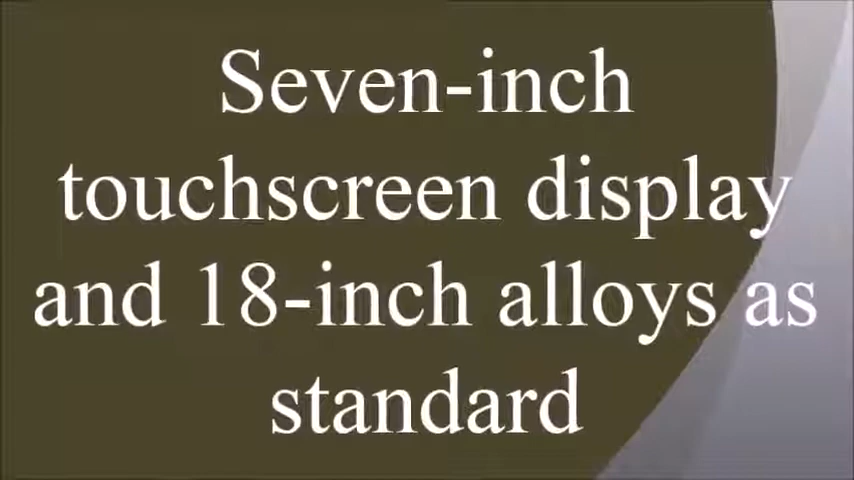 Seven-inch
touchscreen display
and 18-inch alloys as
standard